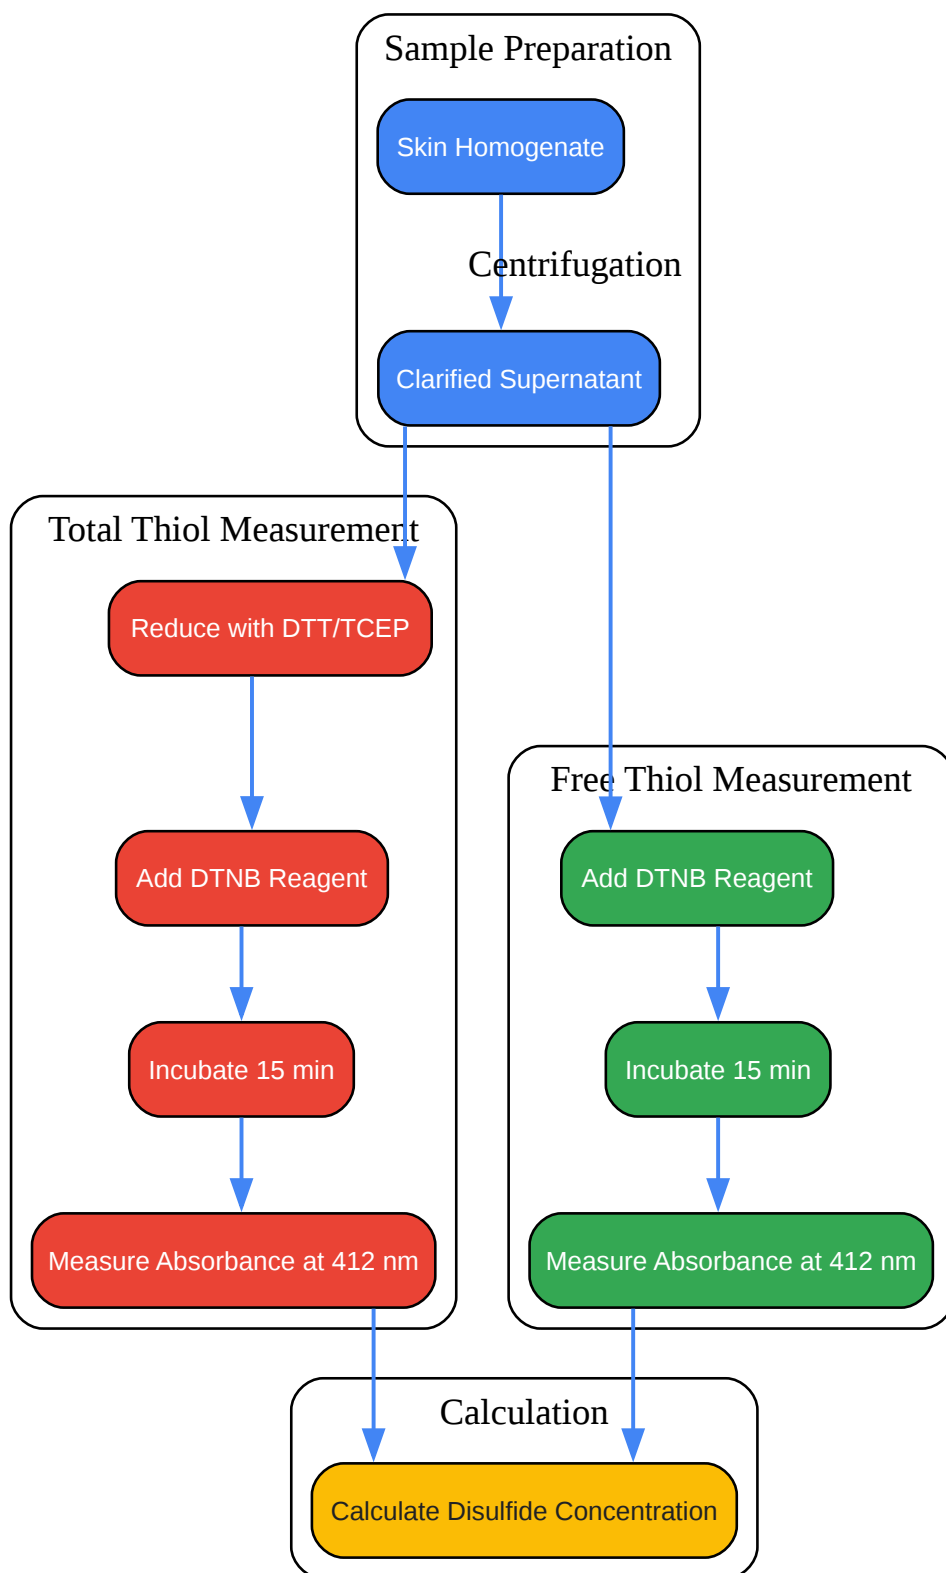 Sample Preparation
Skin Homogenate
Centrifugation
Clarified Supernatant
Total Thiol Measurement
Reduce with DTT/TCEP
Add DTNB Reagent
Incubate 15 min
Measure Absorbance at 412 nm
Free Thiol Measurement
Add DTNB Reagent
Incubate 15 min
Measure Absorbance at 412 nm
Calculation
Calculate Disulfide Concentration